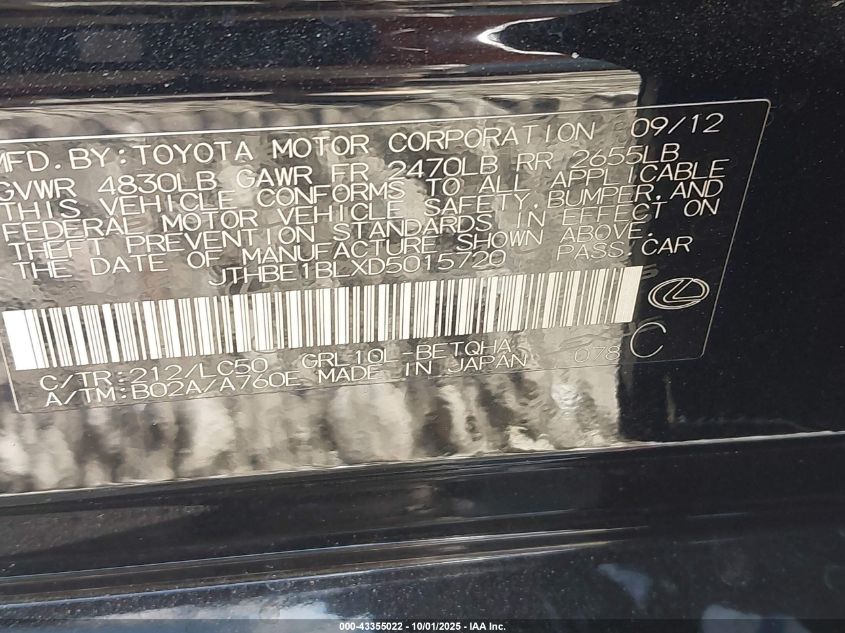 MFD. BY: TOYOTA MOTOR CORPORATION 09/12
GVWR 4830LB GAWR FR 2470LB RR 2655LB
THIS VEHICLE CONFORMS TO ALL APPLICABLE
FEDERAL MOTOR VEHICLE SAFETY, BUMPER, AND
THEFT PREVENTION STANDARDS IN EFFECT ON
THE DATE OF MANUFACTURE SHOWN ABOVE.
JTHBE1BLXD5015720 PASS/CAR
C/TR:212/LC50 GRL10L-BETQHA
A/TM:B02A/A760E MADE IN JAPAN 078 C
000-43355022 - 10/01/2025 - IAA Inc.